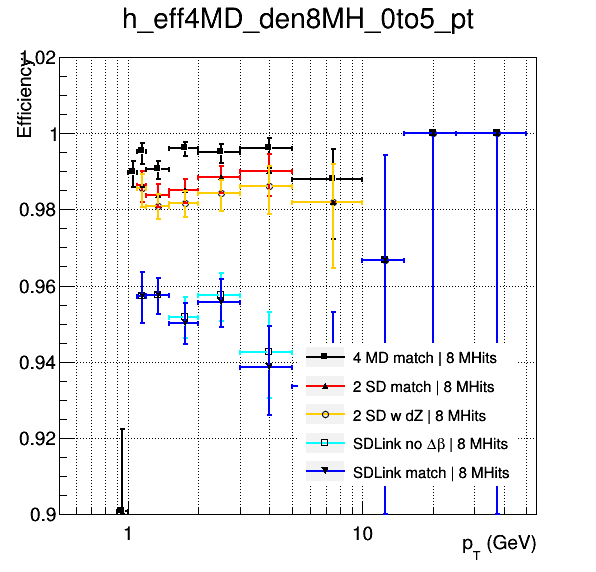 h_eff4MD_den8MH_0to5_pt
Efficiency
1.02
1
0.98
0.96
0.94
0.92
0.9
4 MD match | 8 MHits
2 SD match | 8 MHits
2 SD w dZ | 8 MHits
SDLink no Δβ | 8 MHits
SDLink match | 8 MHits
1
10
p_T (GeV)